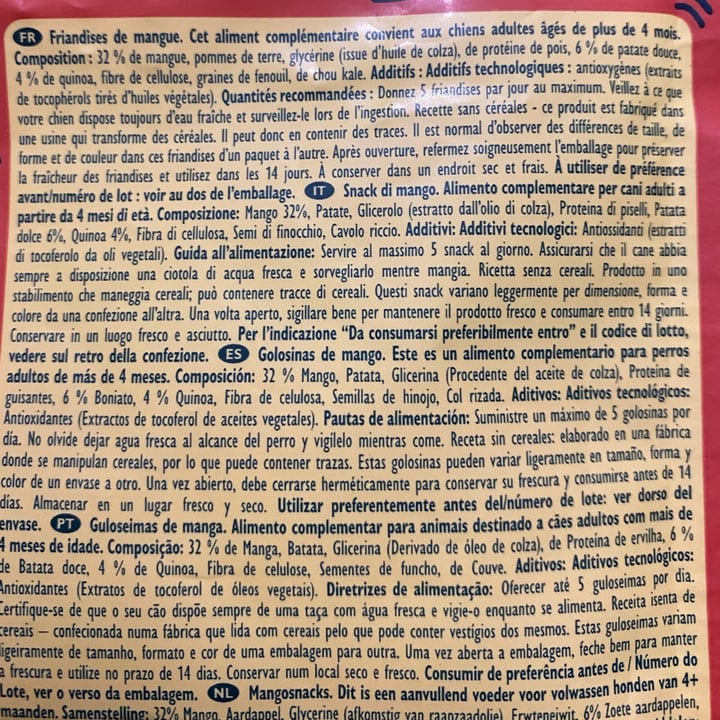 FR Friandises de mangue. Cet aliment complémentaire convient aux chiens adultes âgés de plus de 4 mois.
Composition : 32 % de mangue, pommes de terre, glycérine (issue d'huile de colza), de protéine de pois, 6 % de patate douce,
4 % de quinoa, fibre de cellulose, graines de fenouil, de chou kale. Additifs : Additifs technologiques : antioxygènes (extraits
de tocophérols tirés d'huiles végétales). Quantités recommandées : Donnez 5 friandises par jour au maximum. Veillez à ce que
votre chien dispose toujours d'eau fraîche et surveillez-le lors de l'ingestion. Recette sans céréales - ce produit est fabriqué dans
une usine qui transforme des céréales. Il peut donc en contenir des traces. Il est normal d'observer des différences de taille, de
forme et de couleur dans ces friandises d'un paquet à l'autre. Après ouverture, refermez soigneusement l'emballage pour préserver
la fraîcheur des friandises et utilisez dans les 14 jours. À conserver dans un endroit sec et frais. À utiliser de préférence
avant/numéro de lot : voir au dos de l'emballage. IT Snack di mango. Alimento complementare per cani adulti a
partire da 4 mesi di età. Composizione: Mango 32%, Patate, Glicerolo (estratto dall'olio di colza), Proteina di piselli, Patata
dolce 6%, Quinoa 4%, Fibra di cellulosa, Semi di finocchio, Cavolo riccio. Additivi: Additivi tecnologici: Antiossidanti (estratti
di tocoferolo da oli vegetali). Guida all'alimentazione: Servire al massimo 5 snack al giorno. Assicurarsi che il cane abbia
sempre a disposizione una ciotola di acqua fresca e sorvegliarlo mentre mangia. Ricetta senza cereali. Prodotto in uno
stabilimento che maneggia cereali; può contenere tracce di cereali. Questi snack variano leggermente per dimensione, forma e
colore da una confezione all'altra. Una volta aperto, sigillare bene per mantenere il prodotto fresco e consumare entro 14 giorni.
Conservare in un luogo fresco e asciutto. Per l'indicazione "Da consumarsi preferibilmente entro" e il codice di lotto,
vedere sul retro della confezione. ES Golosinas de mango. Este es un alimento complementario para perros
adultos de más de 4 meses. Composición: 32 % Mango, Patata, Glicerina (Procedente del aceite de colza), Proteína de
guisantes, 6 % Boniato, 4 % Quinoa, Fibra de celulosa, Semillas de hinojo, Col rizada. Aditivos: Aditivos tecnológicos:
Antioxidantes (Extractos de tocoferol de aceites vegetales). Pautas de alimentación: Suministre un máximo de 5 golosinas por
día. No olvide dejar agua fresca al alcance del perro y vigílelo mientras come. Receta sin cereales: elaborado en una fábrica
donde se manipulan cereales, por lo que puede contener trazas. Estas golosinas pueden variar ligeramente en tamaño, forma y
color de un envase a otro. Una vez abierto, debe cerrarse herméticamente para conservar su frescura y consumirse antes de 14
días. Almacenar en un lugar fresco y seco. Utilizar preferentemente antes del/número de lote: ver dorso del
envase. PT Guloseimas de manga. Alimento complementar para animais destinado a cães adultos com mais de
4 meses de idade. Composição: 32 % de Manga, Batata, Glicerina (Derivado de óleo de colza), de Proteína de ervilha, 6 %
de Batata doce, 4 % de Quinoa, Fibra de celulose, Sementes de funcho, de Couve. Aditivos: Aditivos tecnológicos:
Antioxidantes (Extratos de tocoferol de óleos vegetais). Diretrizes de alimentação: Oferecer até 5 guloseimas por dia.
Certifique-se de que o seu cão dispõe sempre de uma taça com água fresca e vigie-o enquanto se alimenta. Receita isenta de
cereais – confecionada numa fábrica que lida com cereais pelo que pode conter vestígios dos mesmos. Estas guloseimas variam
ligeiramente de tamanho, formato e cor de uma embalagem para outra. Uma vez aberta a embalagem, feche bem para manter
a frescura e utilize no prazo de 14 dias. Conservar num local seco e fresco. Consumir de preferência antes de / Número do
Lote, ver o verso da embalagem. NL Mangosnacks. Dit is een aanvullend voeder voor volwassen honden van 4+
maanden. Samenstelling: 32% Mango, Aardappel, Glycerine (afkomstig van raapzaadolie), Erwteneiwit, 6% Zoete aardappelen,